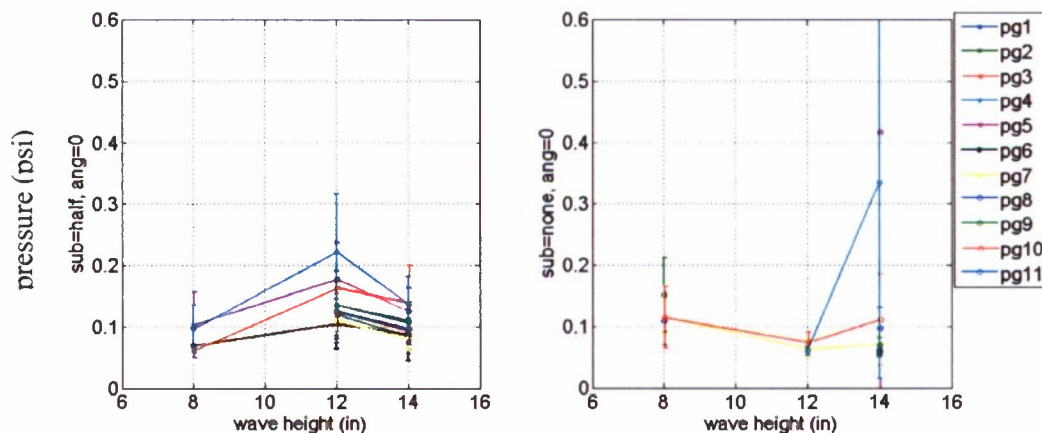 pressure (psi)
sub=half, ang=0
0.6
0.5
0.4
0.3
0.2
0.1
0
6 8 10 12 14 16
wave height (in)
sub=none, ang=0
0.6
0.5
0.4
0.3
0.2
0.1
0
6 8 10 12 14 16
wave height (in)
pg1
pg2
pg3
pg4
pg5
pg6
pg7
pg8
pg9
pg10
pg11